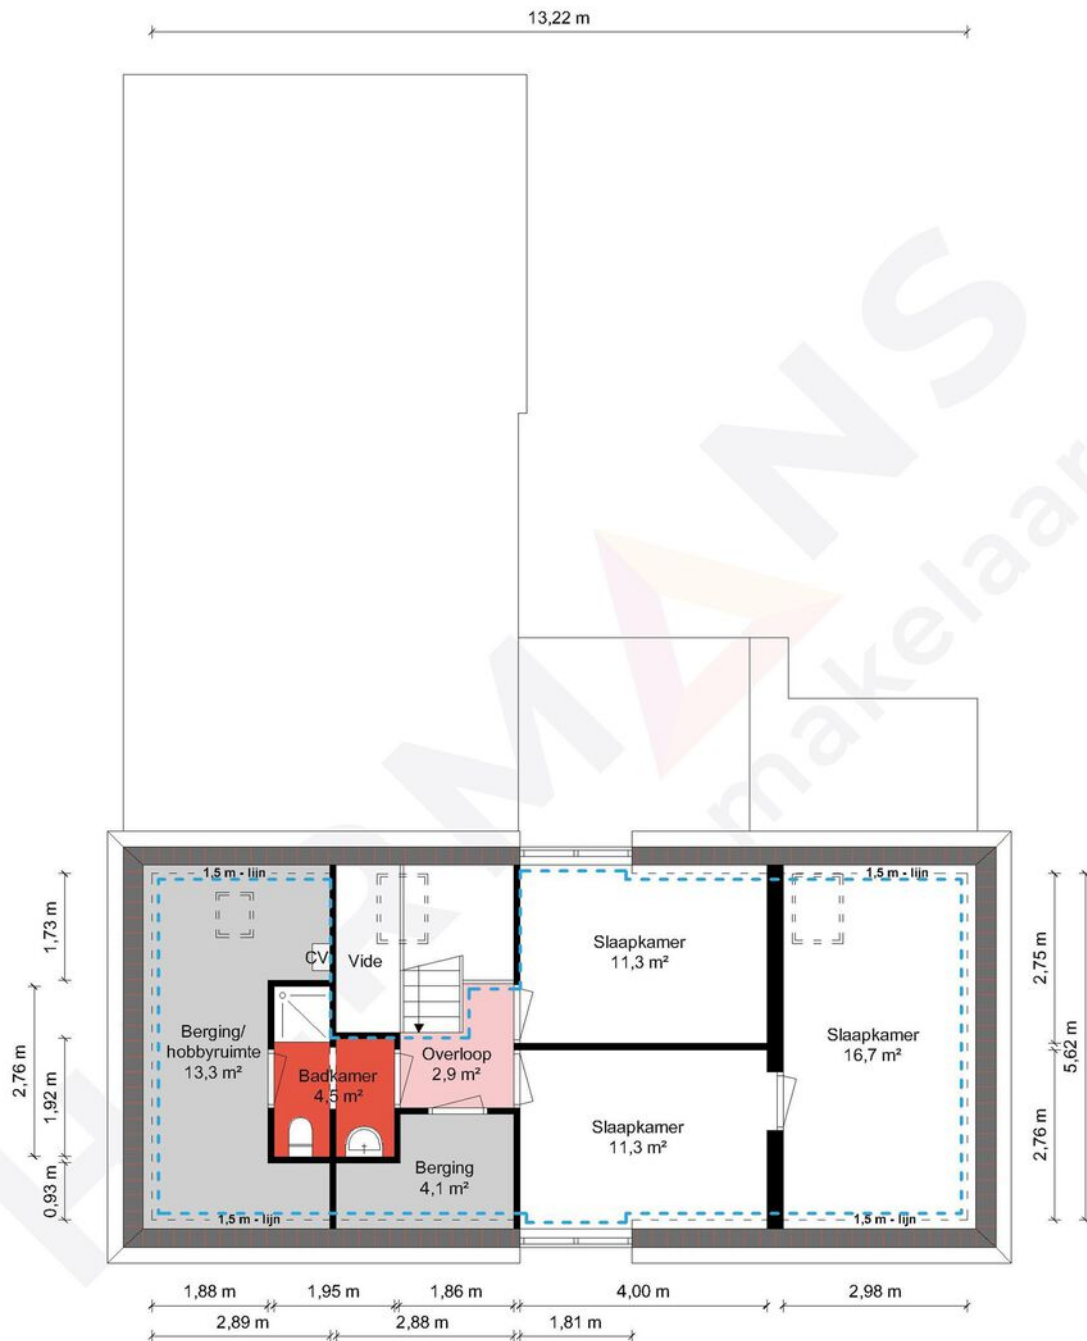 13,22 m
HERMANS
makelaar
1,5 m - lijn
1,5 m - lijn
1,73 m
CV
Vide
Slaapkamer
11,3 m²
2,75 m
Berging/
hobbyruimte
13,3 m²
Slaapkamer
16,7 m²
5,62 m
2,76 m
1,92 m
Badkamer
4,5 m²
Overloop
2,9 m²
Slaapkamer
11,3 m²
2,76 m
0,93 m
Berging
4,1 m²
1,5 m - lijn
1,5 m - lijn
1,88 m
1,95 m
1,86 m
4,00 m
2,98 m
2,89 m
2,88 m
1,81 m